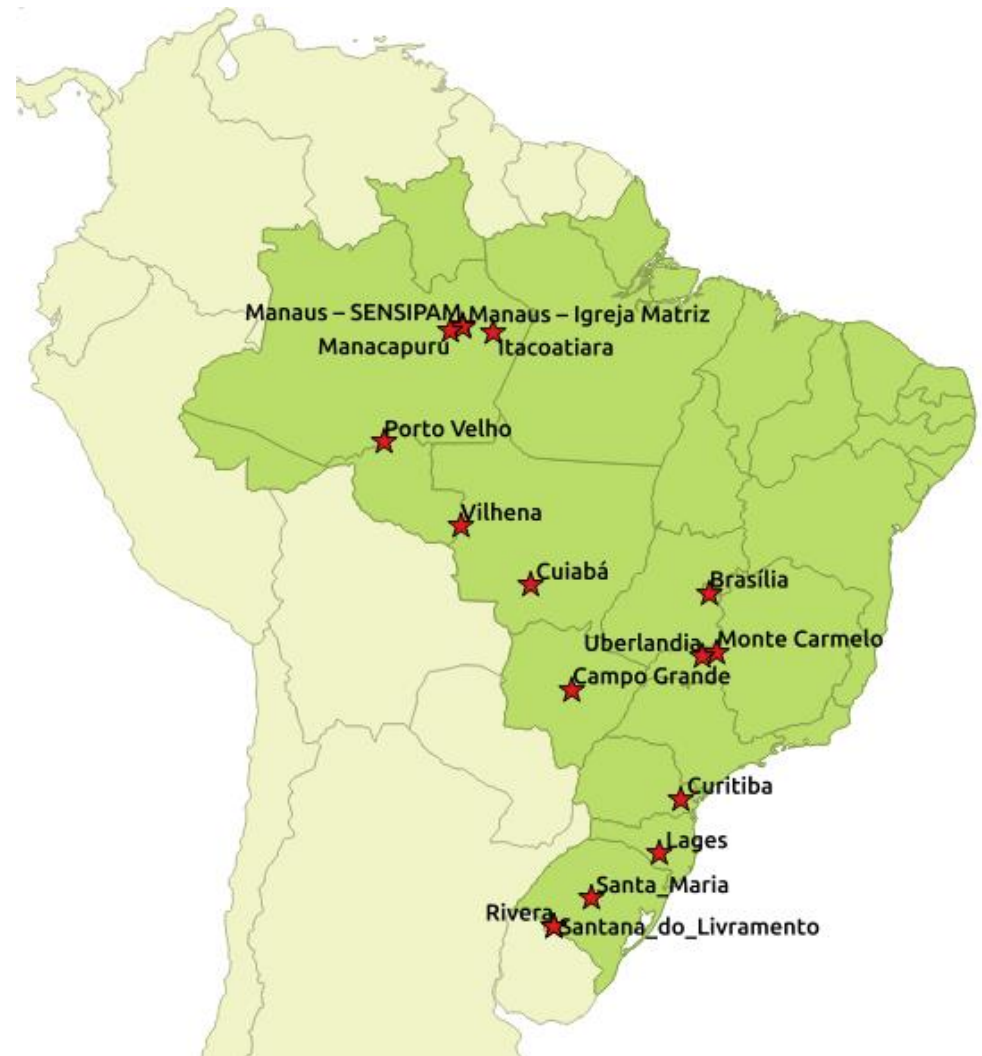 Manaus – SENSIPAM
Manaus – Igreja Matriz
Manacapuru
Itacoatiara
Porto Velho
Vilhena
Cuiabá
Brasília
Uberlandia
Monte Carmelo
Campo Grande
Curitiba
Lages
Santa_Maria
Rivera
Santana_do_Livramento